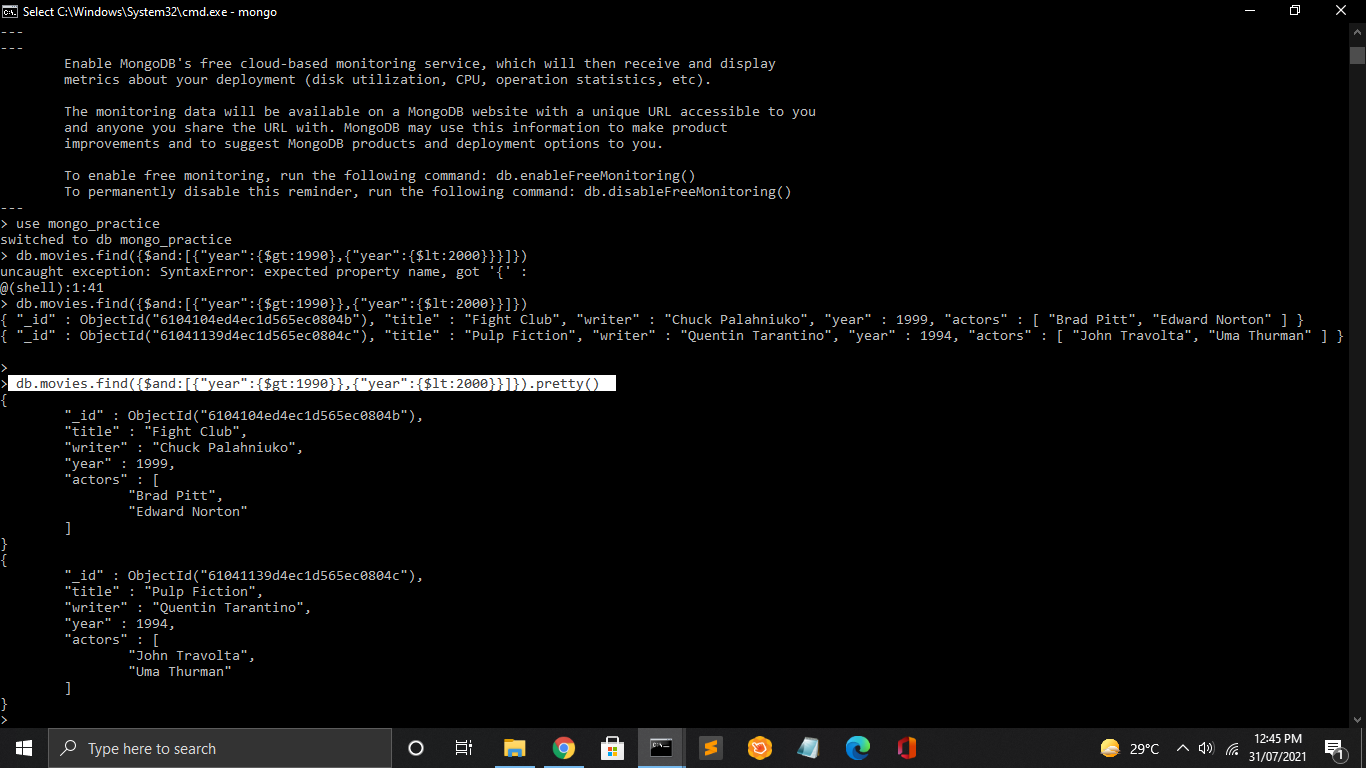 Select C:\Windows\System32\cmd.exe - mongo
---
---
Enable MongoDB's free cloud-based monitoring service, which will then receive and display
metrics about your deployment (disk utilization, CPU, operation statistics, etc).
The monitoring data will be available on a MongoDB website with a unique URL accessible to you
and anyone you share the URL with. MongoDB may use this information to make product
improvements and to suggest MongoDB products and deployment options to you.
To enable free monitoring, run the following command: db.enableFreeMonitoring()
To permanently disable this reminder, run the following command: db.disableFreeMonitoring()
---
> use mongo_practice
switched to db mongo_practice
> db.movies.find({$and:[{"year":{$gt:1990},{"year":{$lt:2000}}}]})
uncaught exception: SyntaxError: expected property name, got '{' :
@(shell):1:41
> db.movies.find({$and:[{"year":{$gt:1990}},{"year":{$lt:2000}}]})
{ "_id" : ObjectId("6104104ed4ec1d565ec0804b"), "title" : "Fight Club", "writer" : "Chuck Palahniuko", "year" : 1999, "actors" : [ "Brad Pitt", "Edward Norton" ] }
{ "_id" : ObjectId("61041139d4ec1d565ec0804c"), "title" : "Pulp Fiction", "writer" : "Quentin Tarantino", "year" : 1994, "actors" : [ "John Travolta", "Uma Thurman" ] }
>
> db.movies.find({$and:[{"year":{$gt:1990}},{"year":{$lt:2000}}]}).pretty()
{
"_id" : ObjectId("6104104ed4ec1d565ec0804b"),
"title" : "Fight Club",
"writer" : "Chuck Palahniuko",
"year" : 1999,
"actors" : [
"Brad Pitt",
"Edward Norton"
]
}
{
"_id" : ObjectId("61041139d4ec1d565ec0804c"),
"title" : "Pulp Fiction",
"writer" : "Quentin Tarantino",
"year" : 1994,
"actors" : [
"John Travolta",
"Uma Thurman"
]
}
>
Type here to search
29°C
12:45 PM
31/07/2021
1